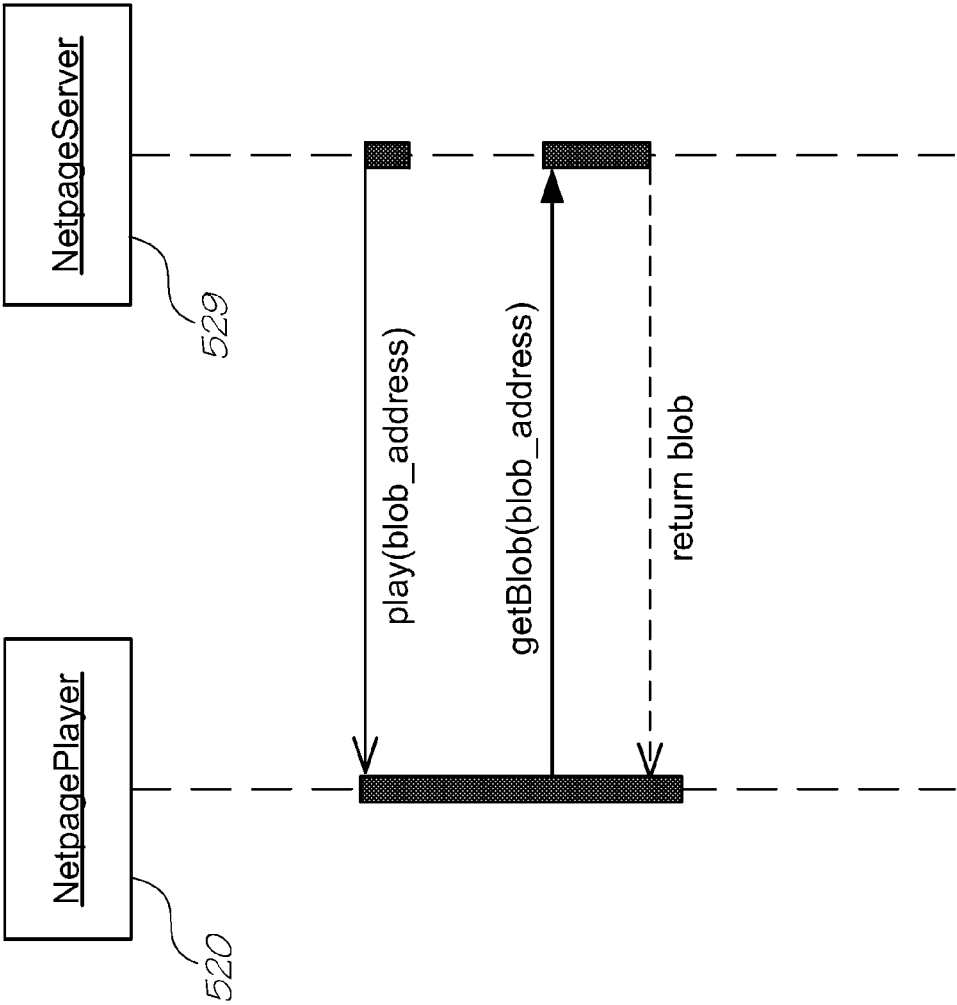 NetpagePlayer
520
NetpageServer
529
play(blob_address)
getBlob(blob_address)
return blob